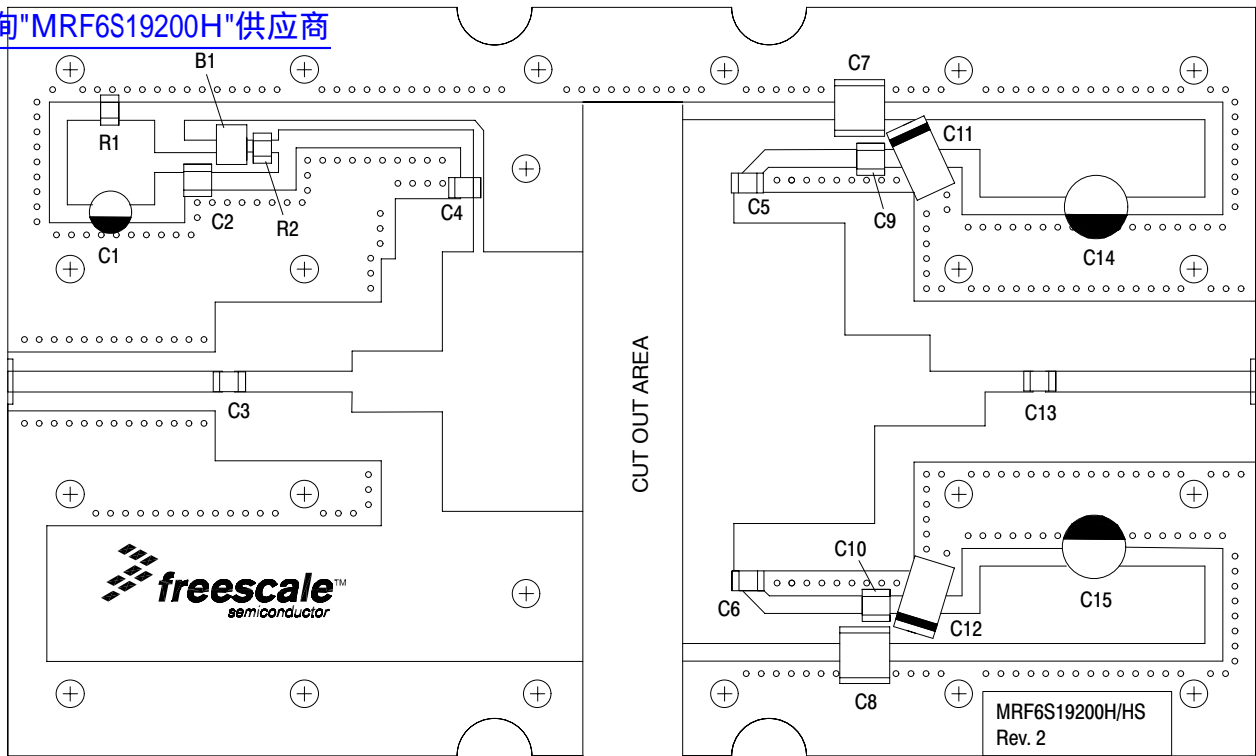 询"MRF6S19200H"供应商
B1
C7
R1
C11
C4
C5
C9
C2
R2
C1
C14
CUT OUT AREA
C3
C13
C10
freescale™
semiconductor
C6
C15
C12
C8
MRF6S19200H/HS
Rev. 2